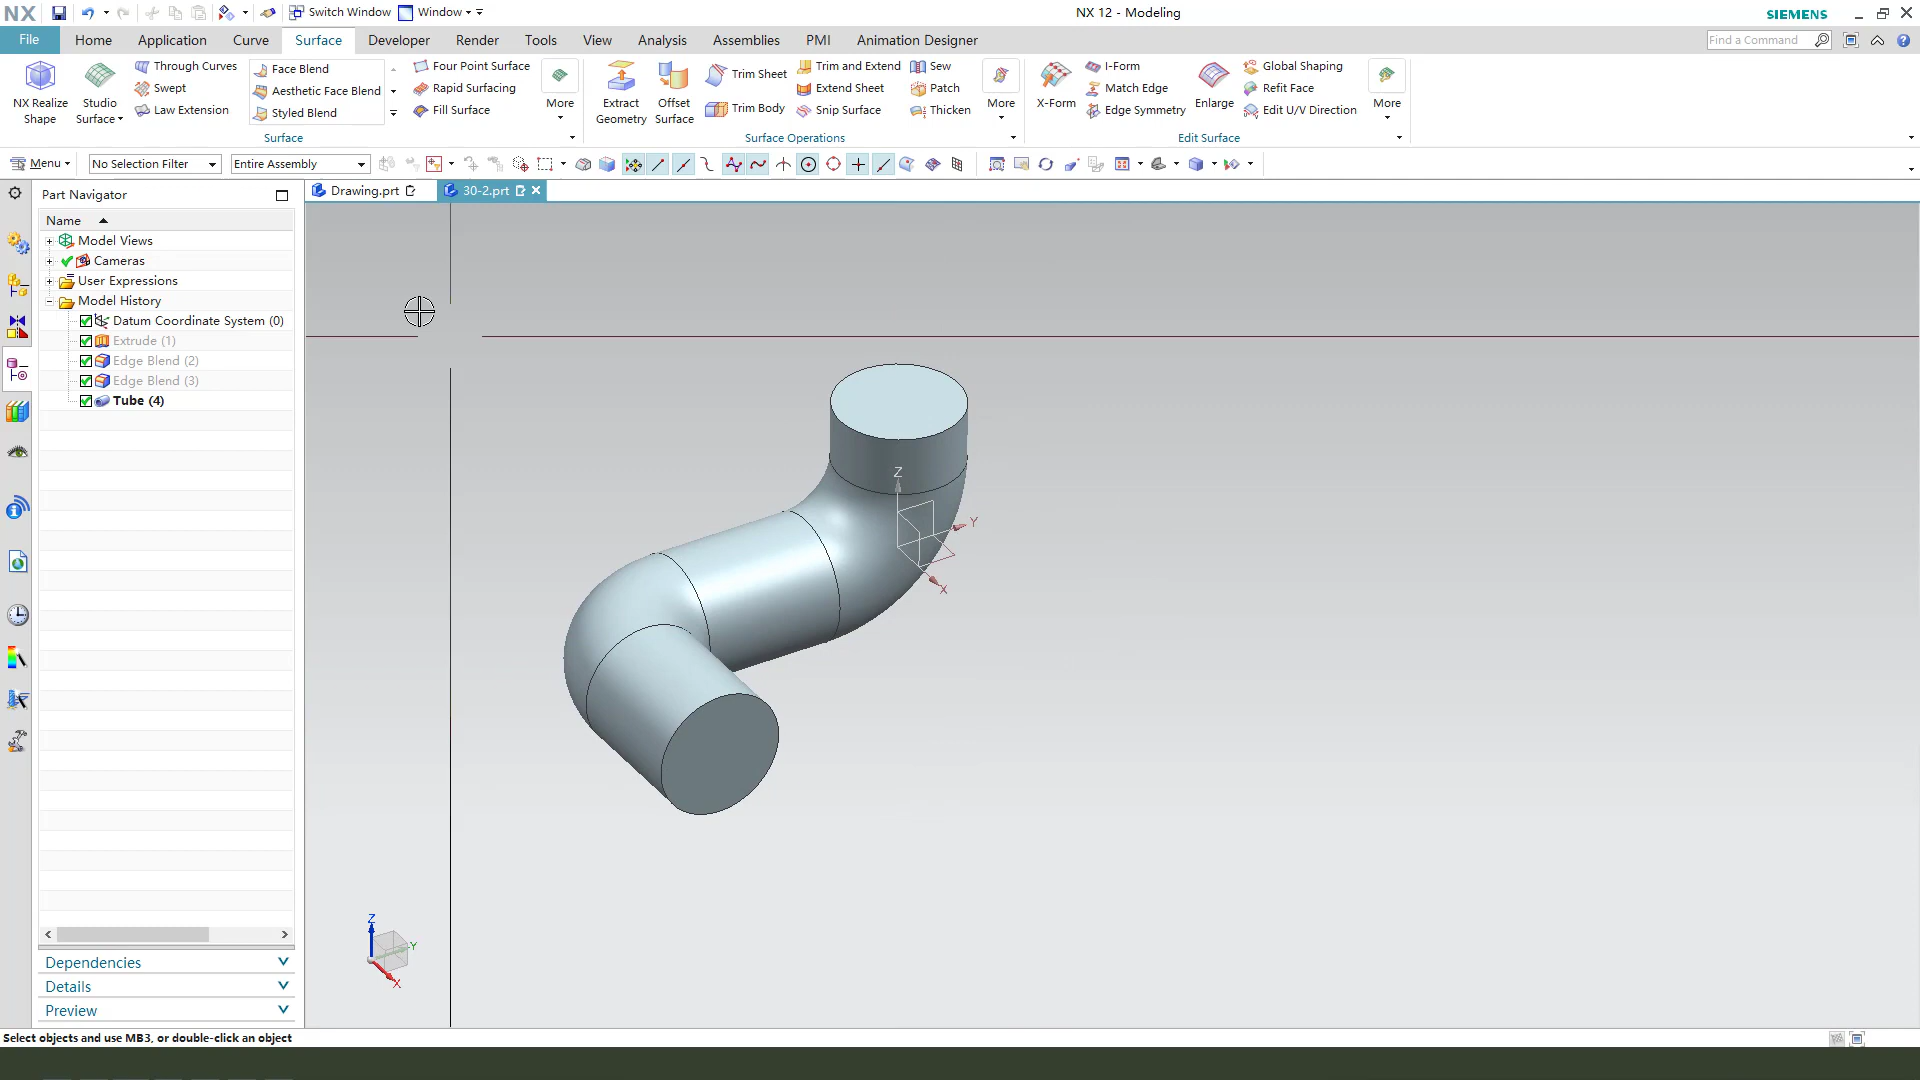 NX
Switch Window
Window
NX 12 - Modeling
SIEMENS
File
Home
Application
Curve
Surface
Developer
Render
Tools
View
Analysis
Assemblies
PMI
Animation Designer
Find a Command
NX Realize
Shape
Studio
Surface
Through Curves
Swept
Law Extension
Face Blend
Aesthetic Face Blend
Styled Blend
Four Point Surface
Rapid Surfacing
Fill Surface
More
Surface
Extract
Geometry
Offset
Surface
Trim Sheet
Trim Body
Trim and Extend
Extend Sheet
Snip Surface
Sew
Patch
Thicken
More
Surface Operations
X-Form
I-Form
Match Edge
Edge Symmetry
Enlarge
Global Shaping
Refit Face
Edit U/V Direction
More
Edit Surface
Menu
No Selection Filter
Entire Assembly
Part Navigator
Drawing.prt
30-2.prt
Name
Model Views
Cameras
User Expressions
Model History
Datum Coordinate System (0)
Extrude (1)
Edge Blend (2)
Edge Blend (3)
Tube (4)
Z
Y
X
Z
Y
X
Dependencies
Details
Preview
Select objects and use MB3, or double-click an object